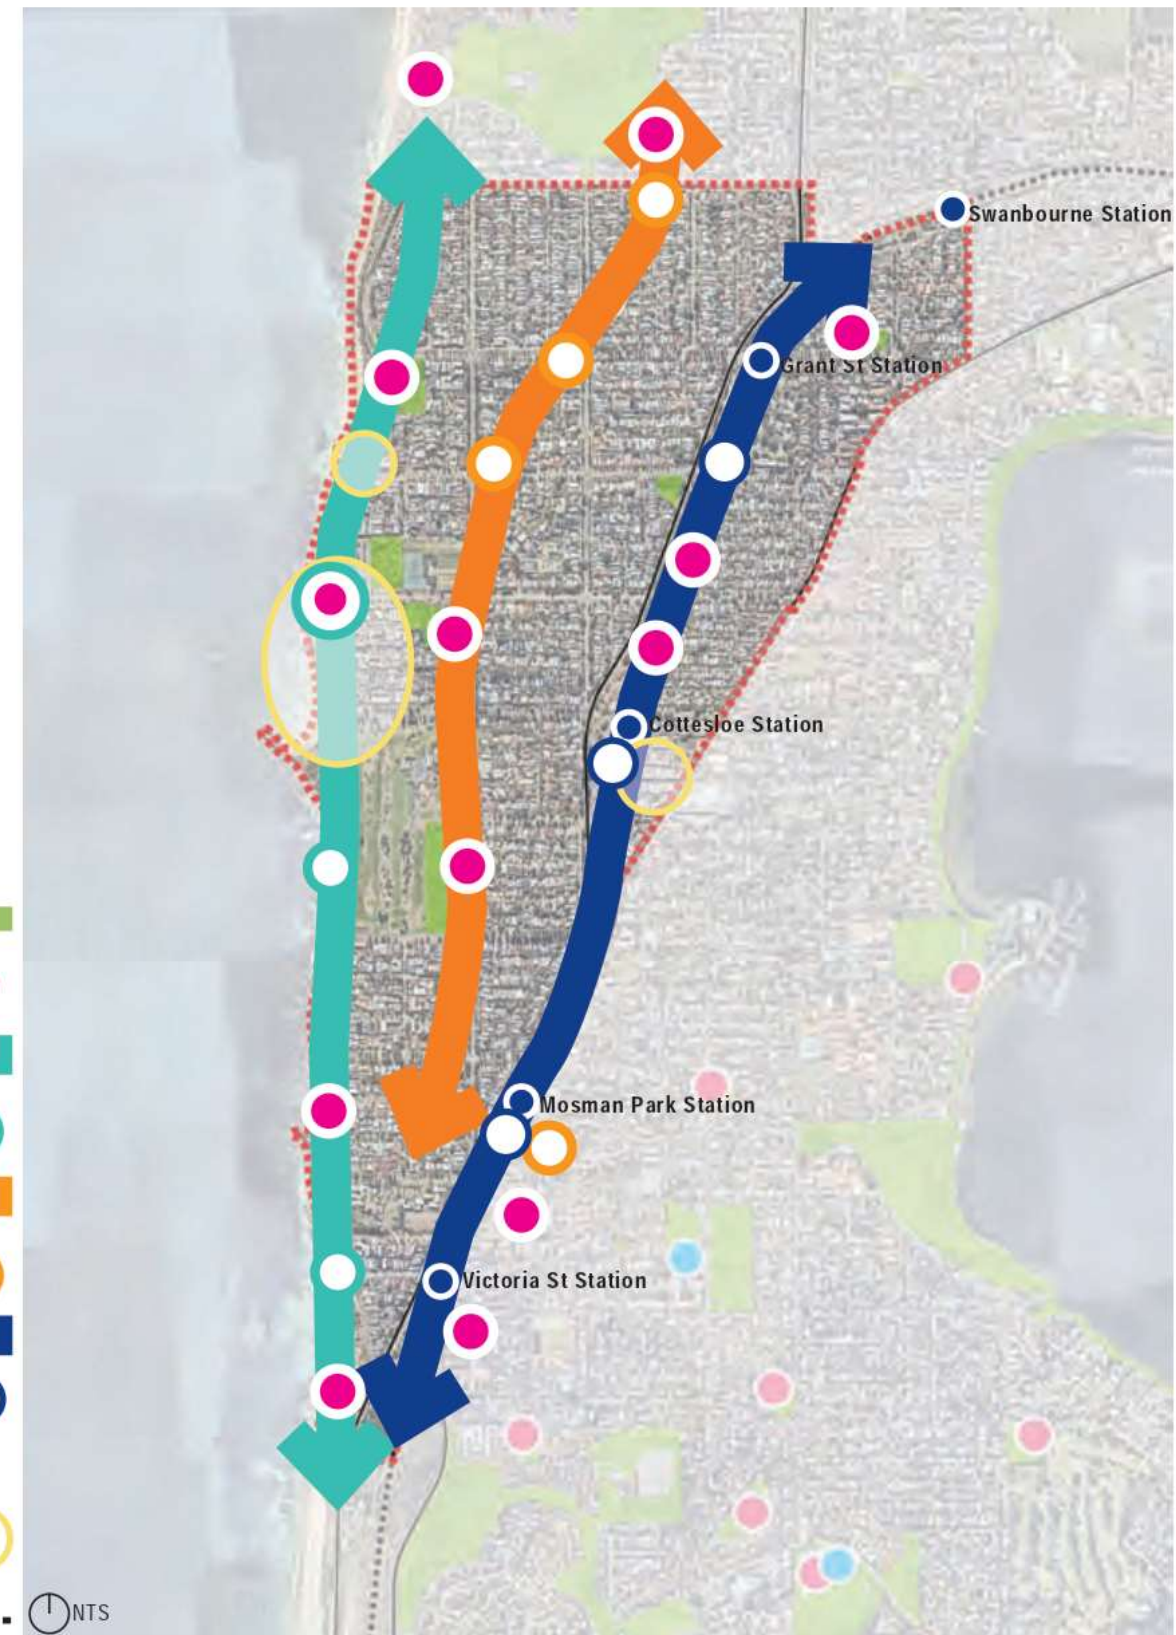 Swanbourne Station
Grant St Station
Cottesloe Station
Mosman Park Station
Victoria St Station
NTS